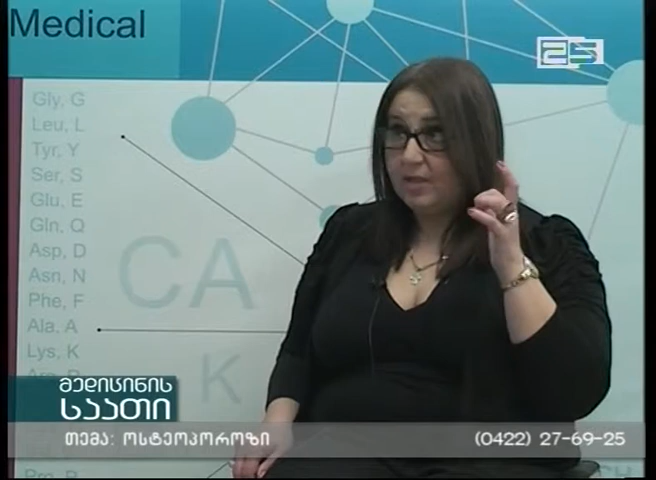 Medical
25
Gly, G
Leu, L
Tyr, Y
Ser, S
Glu, E
Gln, Q
Asp, D
Asn, N
Phe, F
Ala, A
Lys, K
CA
K
მედიცინის
საათი
თემა: ოსტეოპოროზი
(0422) 27-69-25